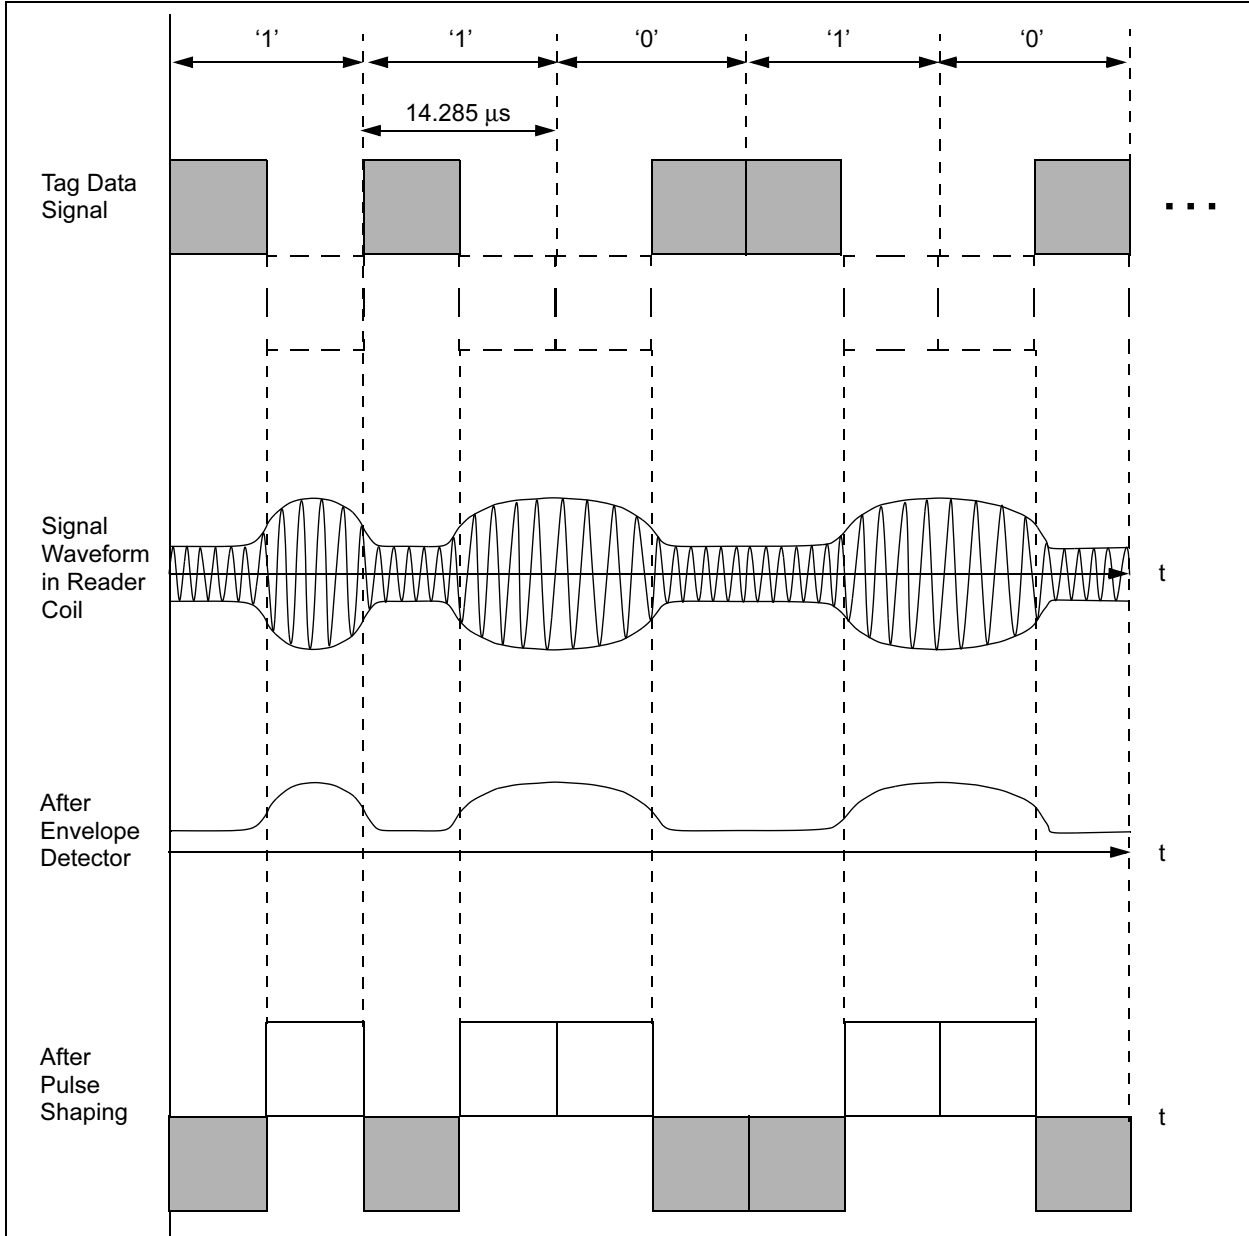 ‘1’ ‘1’ ‘0’ ‘1’ ‘0’
14.285 μs
Tag Data
Signal
...
Signal
Waveform
in Reader
Coil
t
After
Envelope
Detector
t
After
Pulse
Shaping
t